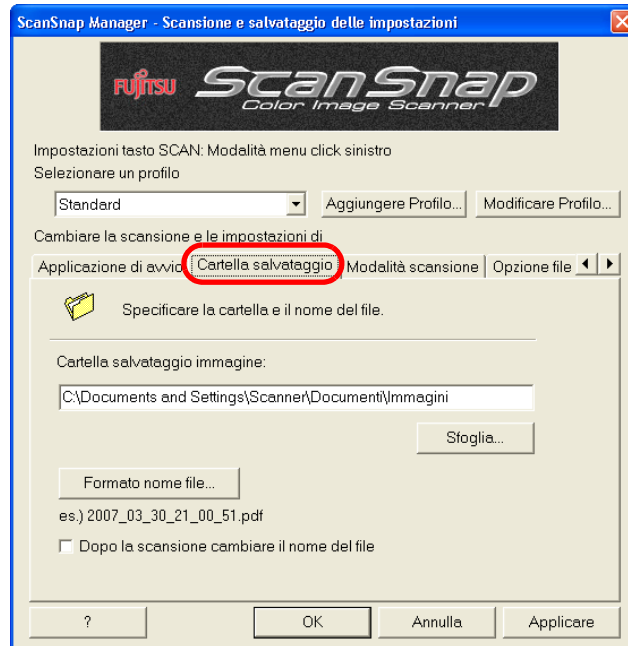 ScanSnap Manager - Scansione e salvataggio delle impostazioni
FUJITSU ScanSnap
Color Image Scanner
Impostazioni tasto SCAN: Modalità menu click sinistro
Selezionare un profilo
Standard Aggiungere Profilo... Modificare Profilo...
Cambiare la scansione e le impostazioni di
Applicazione di avvio Cartella salvataggio Modalità scansione Opzione file
Specificare la cartella e il nome del file.
Cartella salvataggio immagine:
C:\Documents and Settings\Scanner\Documenti\Immagini
Sfoglia...
Formato nome file...
es.) 2007_03_30_21_00_51.pdf
Dopo la scansione cambiare il nome del file
? OK Annulla Applicare